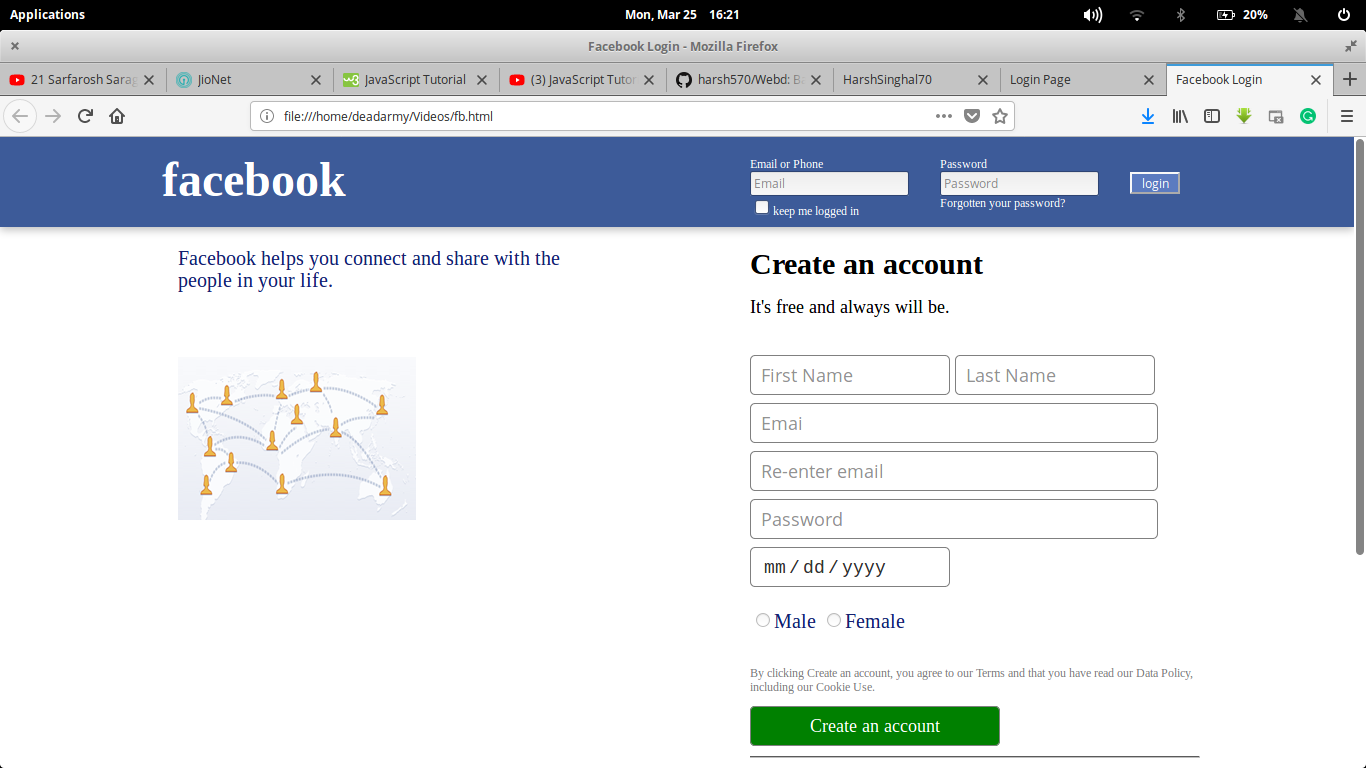 Applications
Mon, Mar 25 16:21
20%
Facebook Login - Mozilla Firefox
21 Sarfarosh Sarag
JioNet
JavaScript Tutorial
(3) JavaScript Tutor
harsh570/Webd: Ba
HarshSinghal70
Login Page
Facebook Login
file:///home/deadarmy/Videos/fb.html
facebook
Email or Phone
Password
Email
Password
login
keep me logged in
Forgotten your password?
Facebook helps you connect and share with the
people in your life.
Create an account
It's free and always will be.
First Name
Last Name
Emai
Re-enter email
Password
mm / dd / yyyy
Male
Female
By clicking Create an account, you agree to our Terms and that you have read our Data Policy,
including our Cookie Use.
Create an account